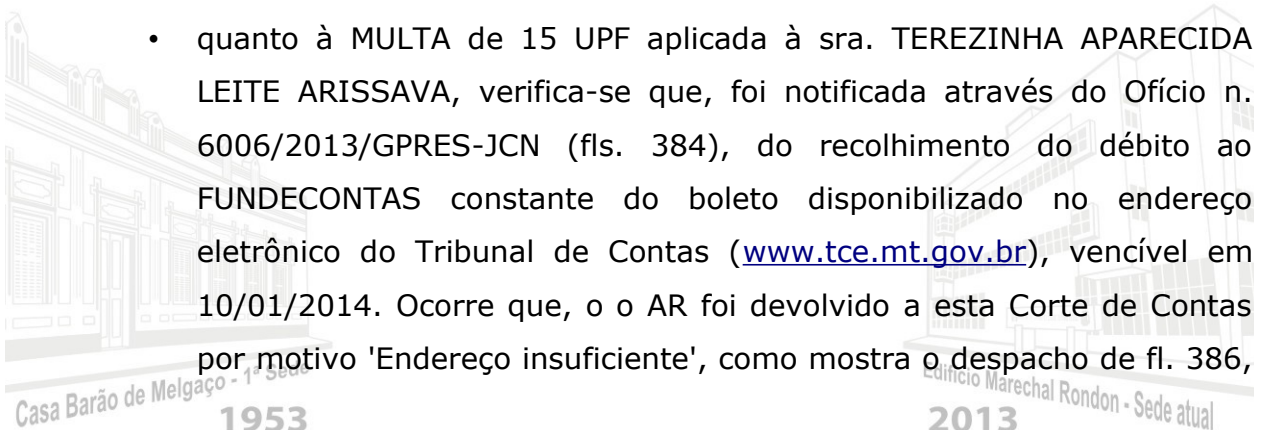 • quanto à MULTA de 15 UPF aplicada à sra. TEREZINHA APARECIDA
LEITE ARISSAVA, verifica-se que, foi notificada através do Ofício n.
6006/2013/GPRES-JCN (fls. 384), do recolhimento do débito ao
FUNDECONTAS constante do boleto disponibilizado no endereço
eletrônico do Tribunal de Contas (www.tce.mt.gov.br), vencível em
10/01/2014. Ocorre que, o o AR foi devolvido a esta Corte de Contas
por motivo 'Endereço insuficiente', como mostra o despacho de fl. 386,
Casa Barão de Melgaço - 1ª Sede
1953
Edifício Marechal Rondon - Sede atual
2013